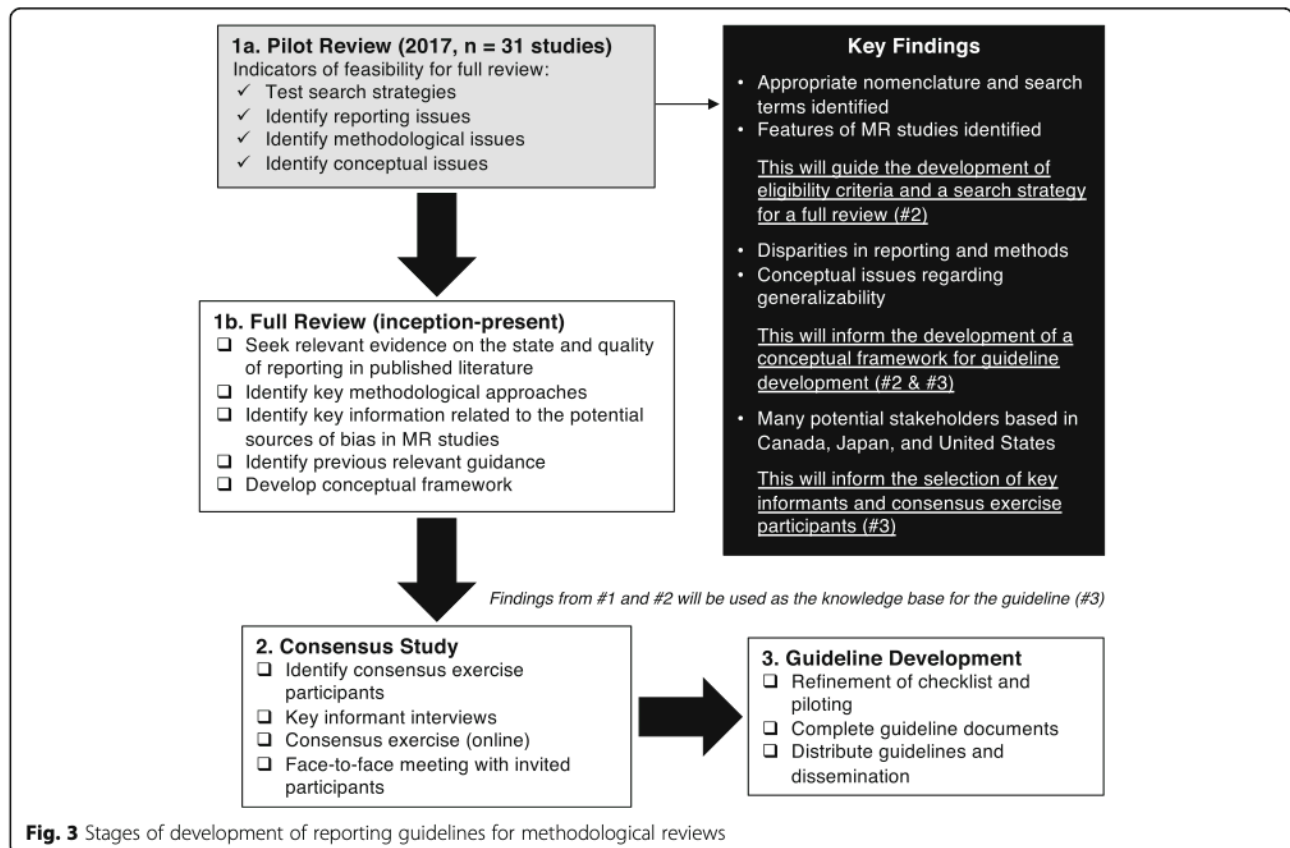 1a. Pilot Review (2017, n = 31 studies)
Indicators of feasibility for full review:
✓ Test search strategies
✓ Identify reporting issues
✓ Identify methodological issues
✓ Identify conceptual issues
Key Findings
• Appropriate nomenclature and search
terms identified
• Features of MR studies identified
This will guide the development of
eligibility criteria and a search strategy
for a full review (#2)
• Disparities in reporting and methods
• Conceptual issues regarding
generalizability
This will inform the development of a
conceptual framework for guideline
development (#2 & #3)
• Many potential stakeholders based in
Canada, Japan, and United States
This will inform the selection of key
informants and consensus exercise
participants (#3)
1b. Full Review (inception-present)
❑ Seek relevant evidence on the state and quality
of reporting in published literature
❑ Identify key methodological approaches
❑ Identify key information related to the potential
sources of bias in MR studies
❑ Identify previous relevant guidance
❑ Develop conceptual framework
Findings from #1 and #2 will be used as the knowledge base for the guideline (#3)
2. Consensus Study
❑ Identify consensus exercise
participants
❑ Key informant interviews
❑ Consensus exercise (online)
❑ Face-to-face meeting with invited
participants
3. Guideline Development
❑ Refinement of checklist and
piloting
❑ Complete guideline documents
❑ Distribute guidelines and
dissemination
Fig. 3 Stages of development of reporting guidelines for methodological reviews